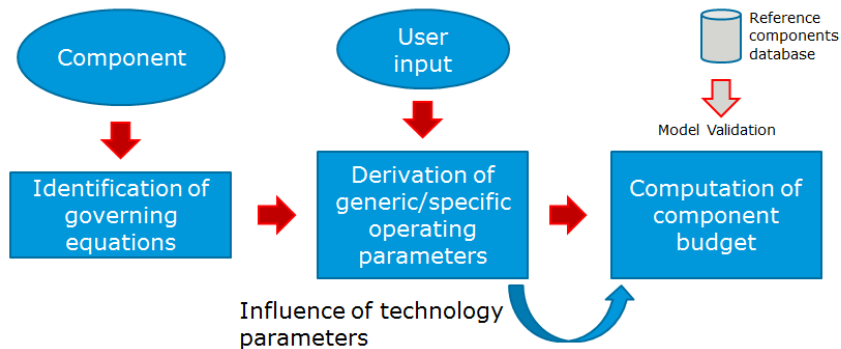 Component
User
input
Reference
components
database
Model Validation
Identification of
governing
equations
Derivation of
generic/specific
operating
parameters
Computation of
component
budget
Influence of technology
parameters